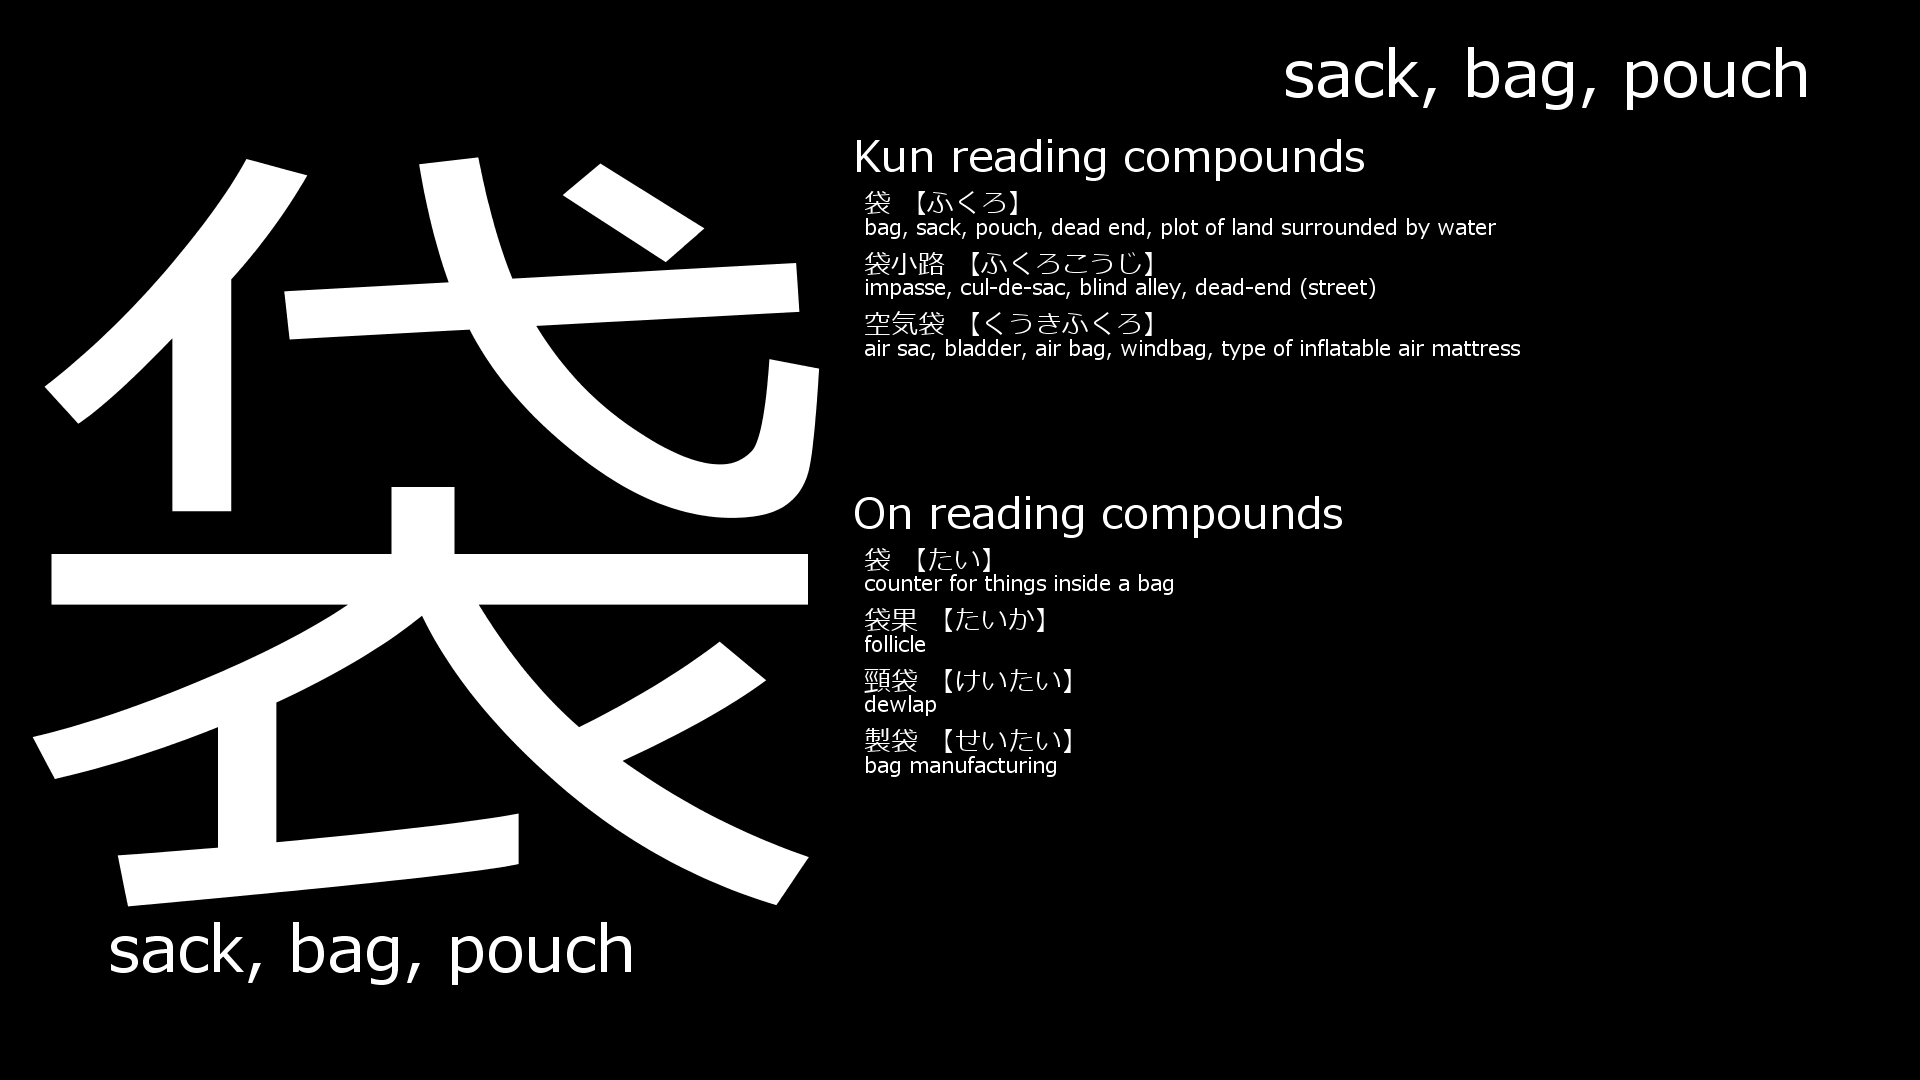 sack, bag, pouch
袋
sack, bag, pouch
Kun reading compounds
袋 【ふくろ】
bag, sack, pouch, dead end, plot of land surrounded by water
袋小路 【ふくろこうじ】
impasse, cul-de-sac, blind alley, dead-end (street)
空気袋 【くうきふくろ】
air sac, bladder, air bag, windbag, type of inflatable air mattress
On reading compounds
袋 【たい】
counter for things inside a bag
袋果 【たいか】
follicle
頸袋 【けいたい】
dewlap
製袋 【せいたい】
bag manufacturing